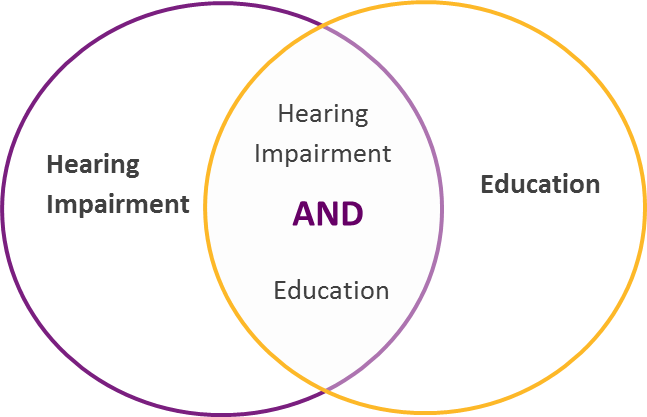 Hearing
Impairment
Hearing
Impairment
AND
Education
Education